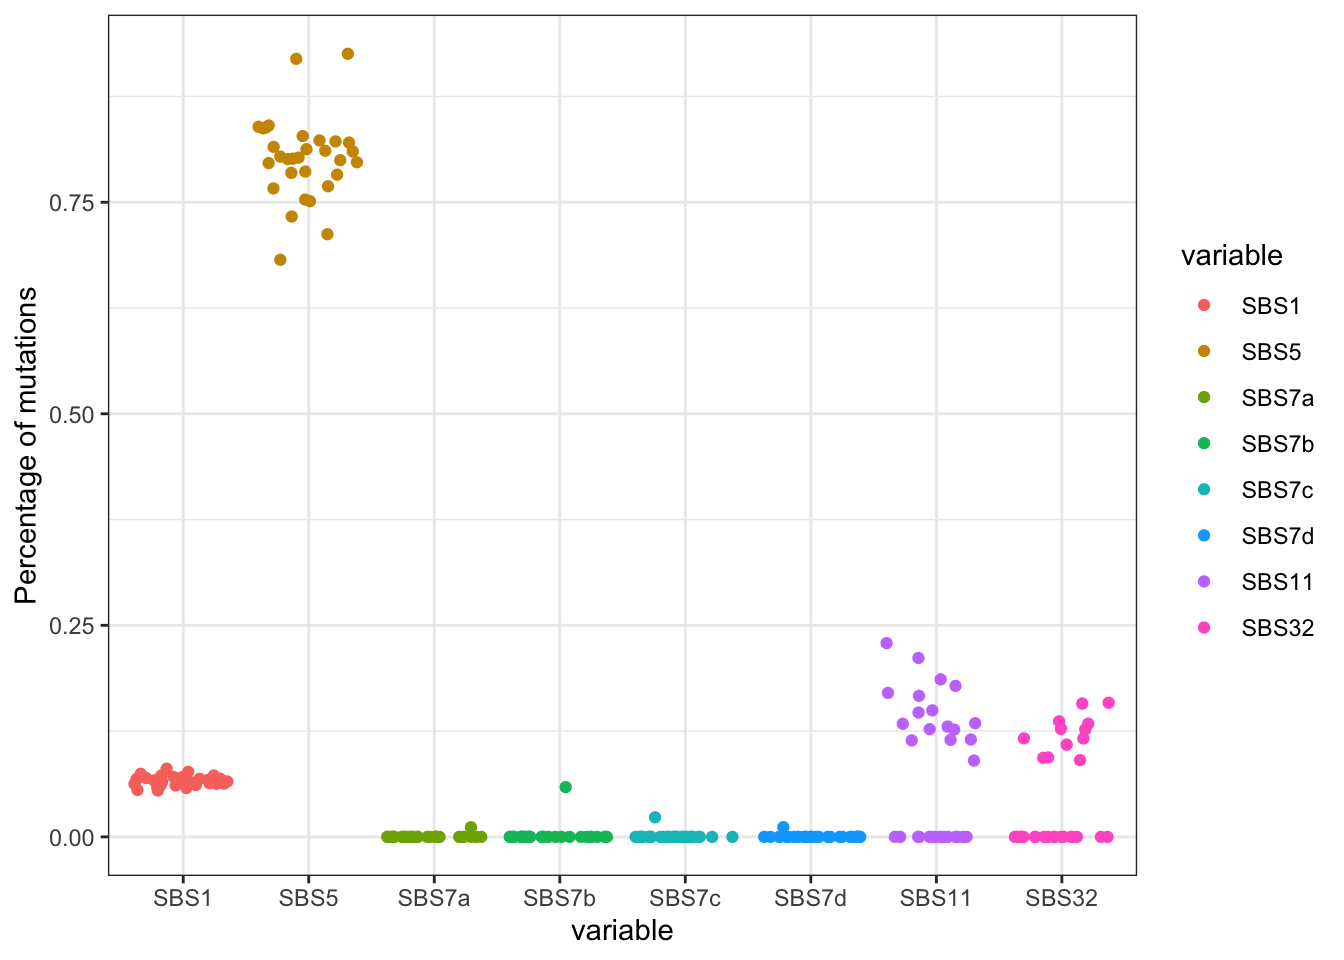 Percentage of mutations
0.75
0.50
0.25
0.00
SBS1 SBS5 SBS7a SBS7b SBS7c SBS7d SBS11 SBS32
variable
variable
SBS1
SBS5
SBS7a
SBS7b
SBS7c
SBS7d
SBS11
SBS32